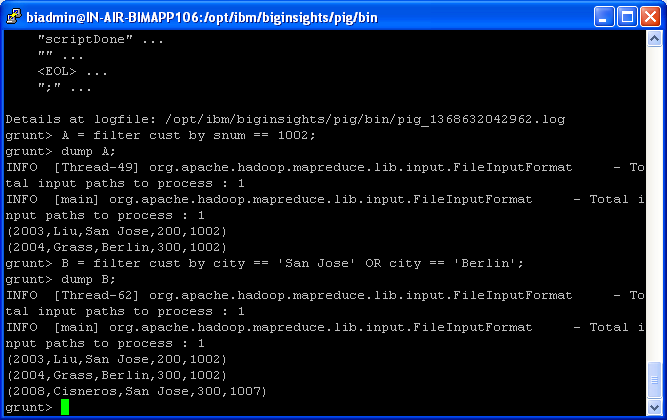 biadmin@IN-AIR-BIMAPP106:/opt/ibm/biginsights/pig/bin
"scriptDone" ...
"" ...
<EOL> ...
";" ...
Details at logfile: /opt/ibm/biginsights/pig/bin/pig_1368632042962.log
grunt> A = filter cust by snum == 1002;
grunt> dump A;
INFO  [Thread-49] org.apache.hadoop.mapreduce.lib.input.FileInputFormat     - To
tal input paths to process : 1
INFO  [main] org.apache.hadoop.mapreduce.lib.input.FileInputFormat     - Total i
nput paths to process : 1
(2003,Liu,San Jose,200,1002)
(2004,Grass,Berlin,300,1002)
grunt> B = filter cust by city == 'San Jose' OR city == 'Berlin';
grunt> dump B;
INFO  [Thread-62] org.apache.hadoop.mapreduce.lib.input.FileInputFormat     - To
tal input paths to process : 1
INFO  [main] org.apache.hadoop.mapreduce.lib.input.FileInputFormat     - Total i
nput paths to process : 1
(2003,Liu,San Jose,200,1002)
(2004,Grass,Berlin,300,1002)
(2008,Cisneros,San Jose,300,1007)
grunt>